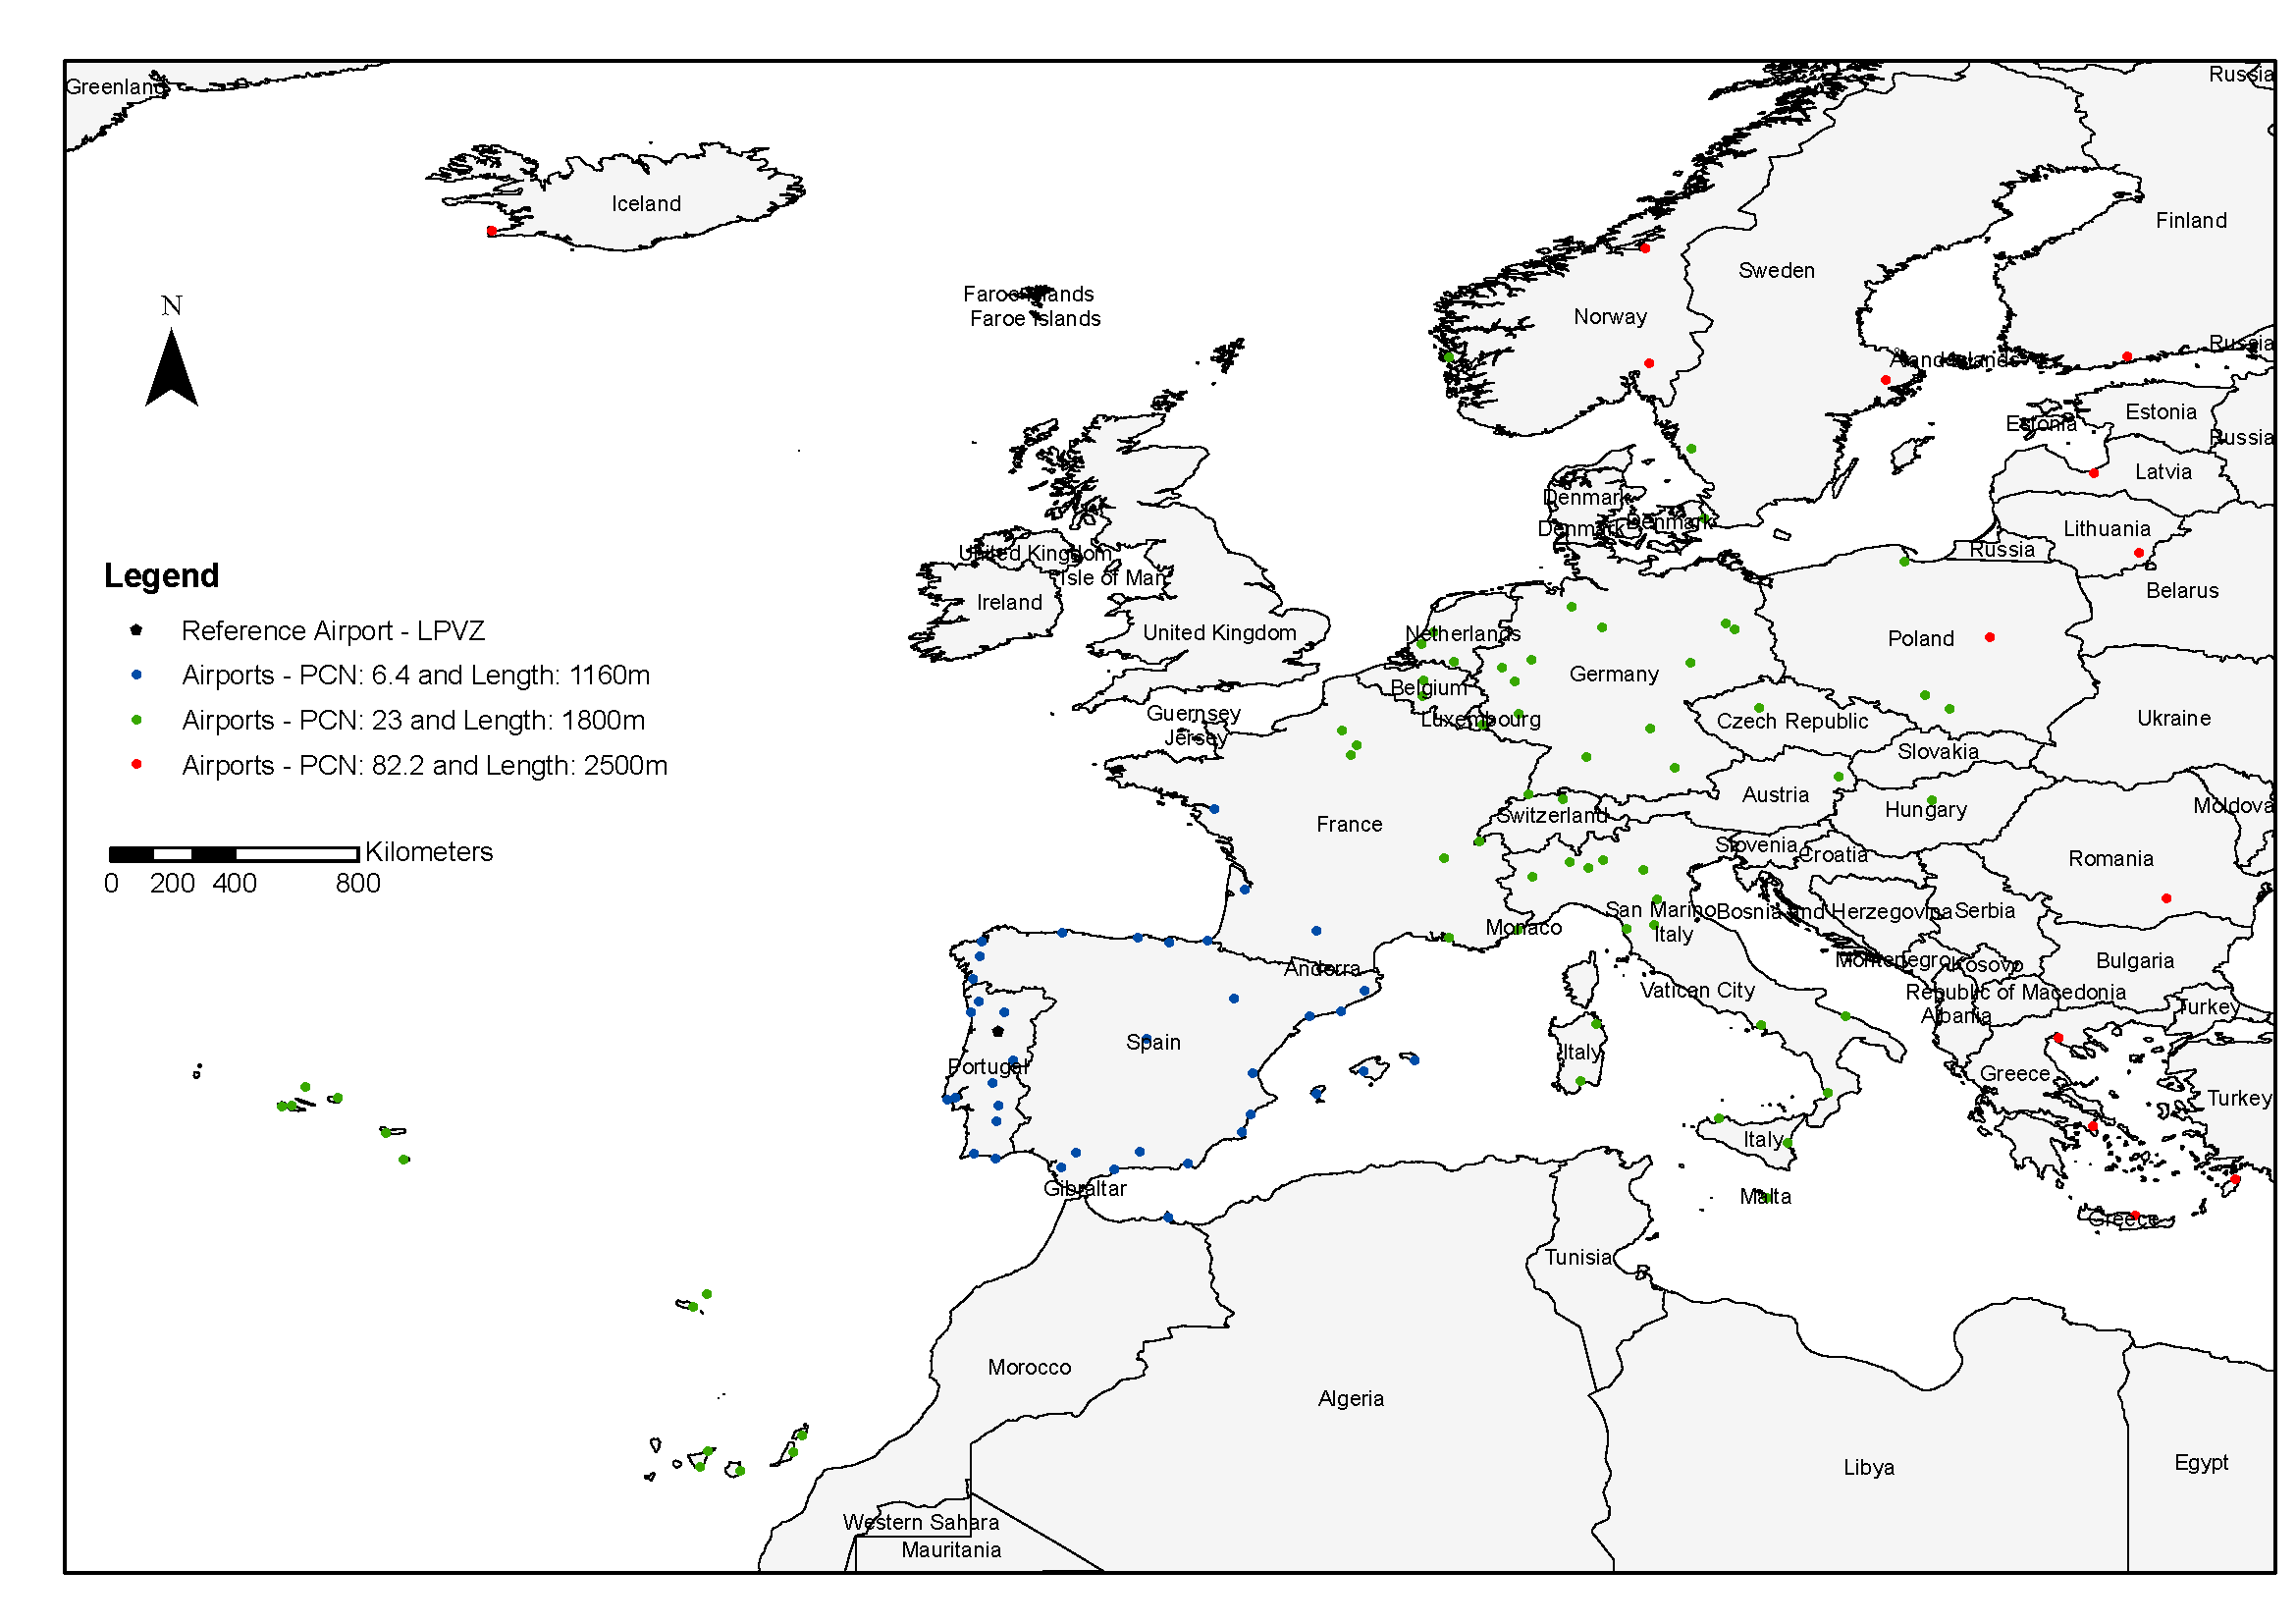 Greenland
Russia
Iceland
Finland
Sweden
Faroe Islands
Faroe Islands
N
Norway
Russia
Åland Islands
Estonia
Estonia
Russia
Latvia
Denmark
Denmark
Denmark
Lithuania
Russia
United Kingdom
Isle of Man
Belarus
Ireland
United Kingdom
Netherlands
Poland
Germany
Belgium
Guernsey
Luxembourg
Czech Republic
Ukraine
Jersey
Slovakia
Austria
Moldova
Hungary
Switzerland
France
Slovenia
Croatia
Romania
San Marino
Bosnia and Herzegovina
Serbia
Monaco
Italy
Montenegro
Kosovo
Bulgaria
Andorra
Vatican City
Republic of Macedonia
Turkey
Albania
Spain
Italy
Portugal
Greece
Turkey
Italy
Gibraltar
Malta
Greece
Tunisia
Morocco
Algeria
Libya
Egypt
Western Sahara
Mauritania
Legend
Reference Airport - LPVZ
Airports - PCN: 6.4 and Length: 1160m
Airports - PCN: 23 and Length: 1800m
Airports - PCN: 82.2 and Length: 2500m
Kilometers
0 200 400 800